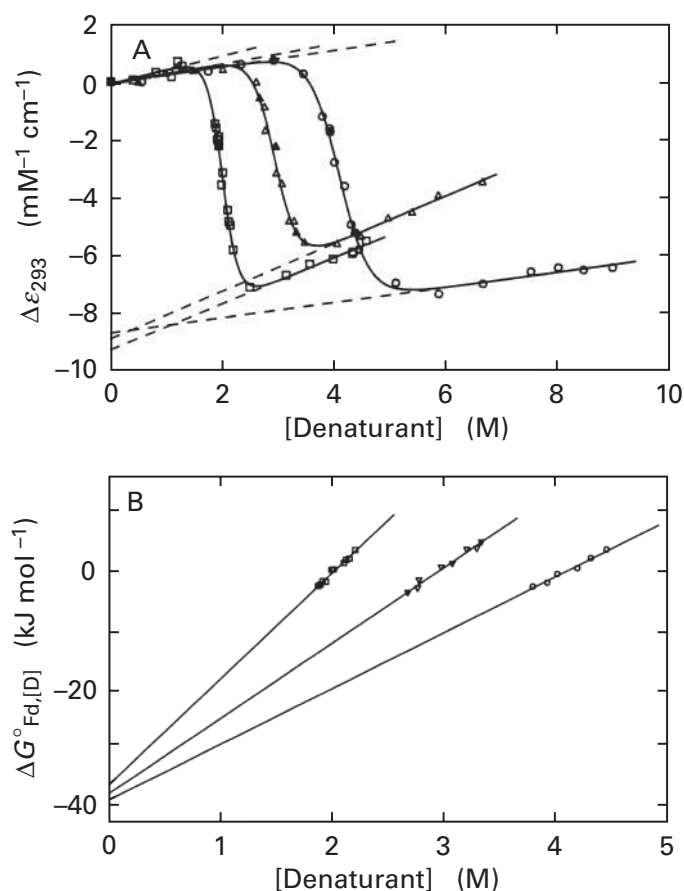 A
2
0
−2
−4
−6
−8
−10
Δε₂₉₃ (mM⁻¹ cm⁻¹)
0 2 4 6 8 10
[Denaturant] (M)
B
0
−20
−40
ΔG°Fd,[D] (kJ mol⁻¹)
0 1 2 3 4 5
[Denaturant] (M)